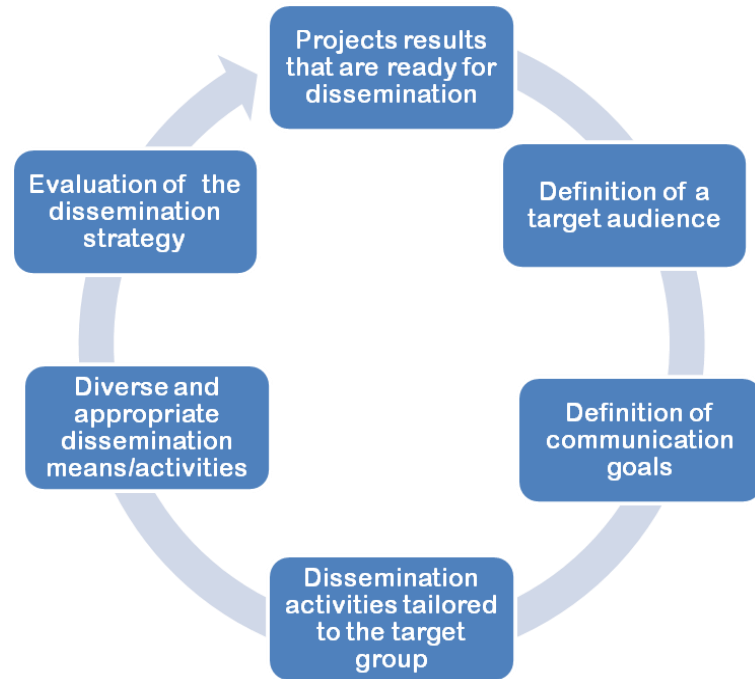 Projects results
that are ready for
dissemination
Definition of a
target audience
Definition of
communication
goals
Dissemination
activities tailored
to the target
group
Diverse and
appropriate
dissemination
means/activities
Evaluation of the
dissemination
strategy